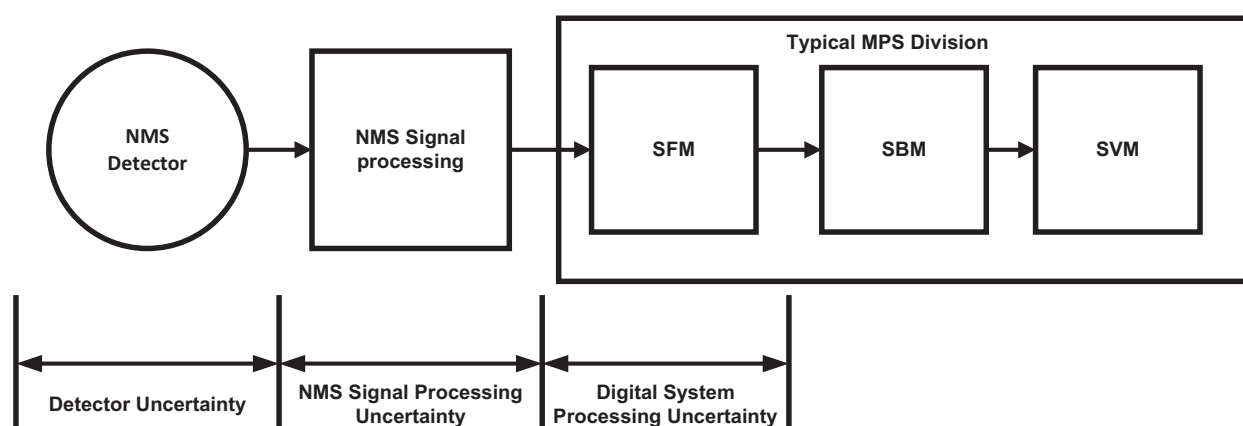 Typical MPS Division
NMS
Detector
NMS Signal
processing
SFM
SBM
SVM
Detector Uncertainty
NMS Signal Processing
Uncertainty
Digital System
Processing Uncertainty